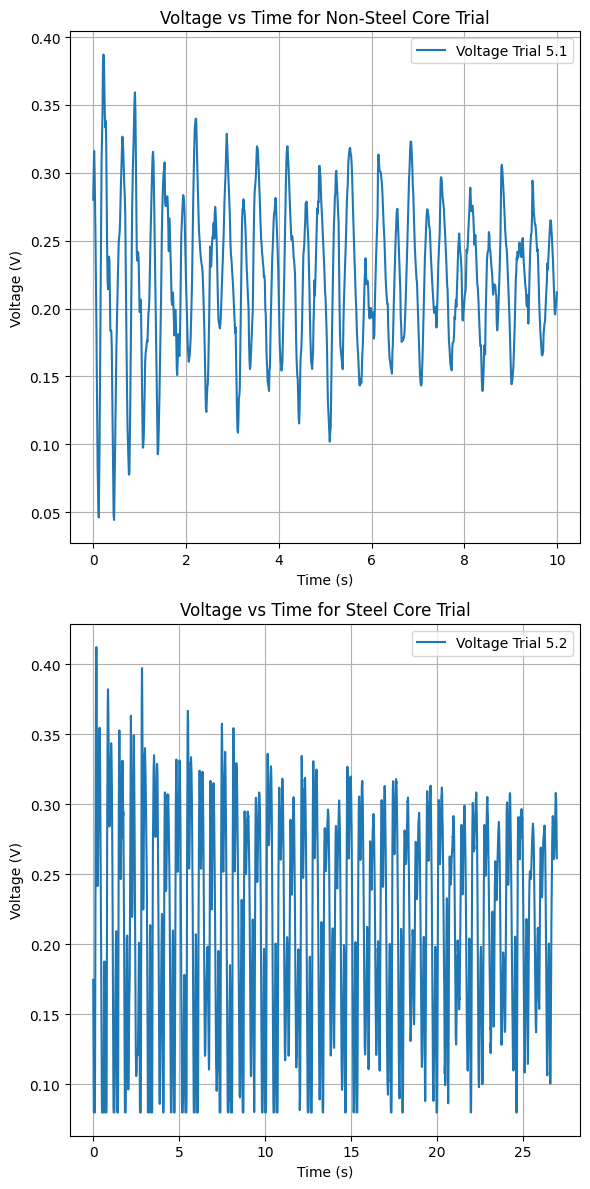 Voltage vs Time for Non-Steel Core Trial
Voltage Trial 5.1
0.40
0.35
0.30
0.25
0.20
0.15
0.10
0.05
Voltage (V)
0 2 4 6 8 10
Time (s)
Voltage vs Time for Steel Core Trial
Voltage Trial 5.2
0.40
0.35
0.30
0.25
0.20
0.15
0.10
Voltage (V)
0 5 10 15 20 25
Time (s)